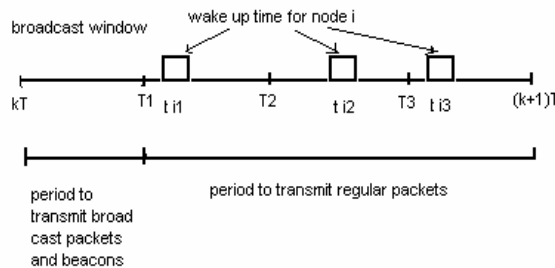 wake up time for node i
broadcast window
kT T1 t i1 T2 t i2 T3 t i3 (k+1)T
period to
transmit broad
cast packets
and beacons
period to transmit regular packets